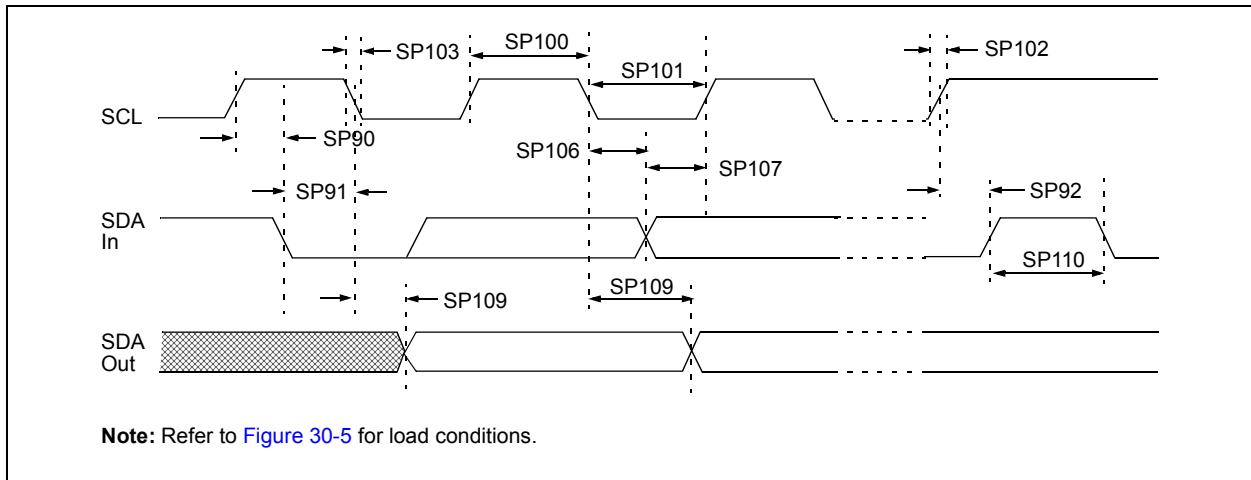 SP103
SP100
SP102
SP101
SCL
SP90
SP106
SP107
SP91
SP92
SDA
In
SP110
SP109
SP109
SDA
Out
Note: Refer to Figure 30-5 for load conditions.